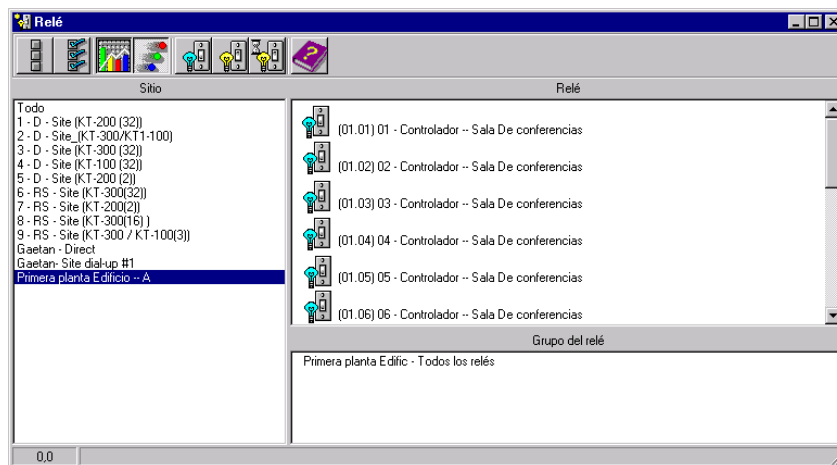 Relé
Sitio
Relé
Todo
1 - D - Site (KT-200 (32))
2 - D - Site_(KT-300/KT1-100)
3 - D - Site (KT-300 (32))
4 - D - Site (KT-100 (32))
5 - D - Site (KT-200 (2))
6 - RS - Site (KT-300(32))
7 - RS - Site (KT-200(2))
8 - RS - Site (KT-300(16) )
9 - RS - Site (KT-300 / KT-100(3))
Gaetan - Direct
Gaetan- Site dial-up #1
Primera planta Edificio -- A
(01.01) 01 - Controlador -- Sala De conferencias
(01.02) 02 - Controlador -- Sala De conferencias
(01.03) 03 - Controlador -- Sala De conferencias
(01.04) 04 - Controlador -- Sala De conferencias
(01.05) 05 - Controlador -- Sala De conferencias
(01.06) 06 - Controlador -- Sala De conferencias
Grupo del relé
Primera planta Edific - Todos los relés
0,0